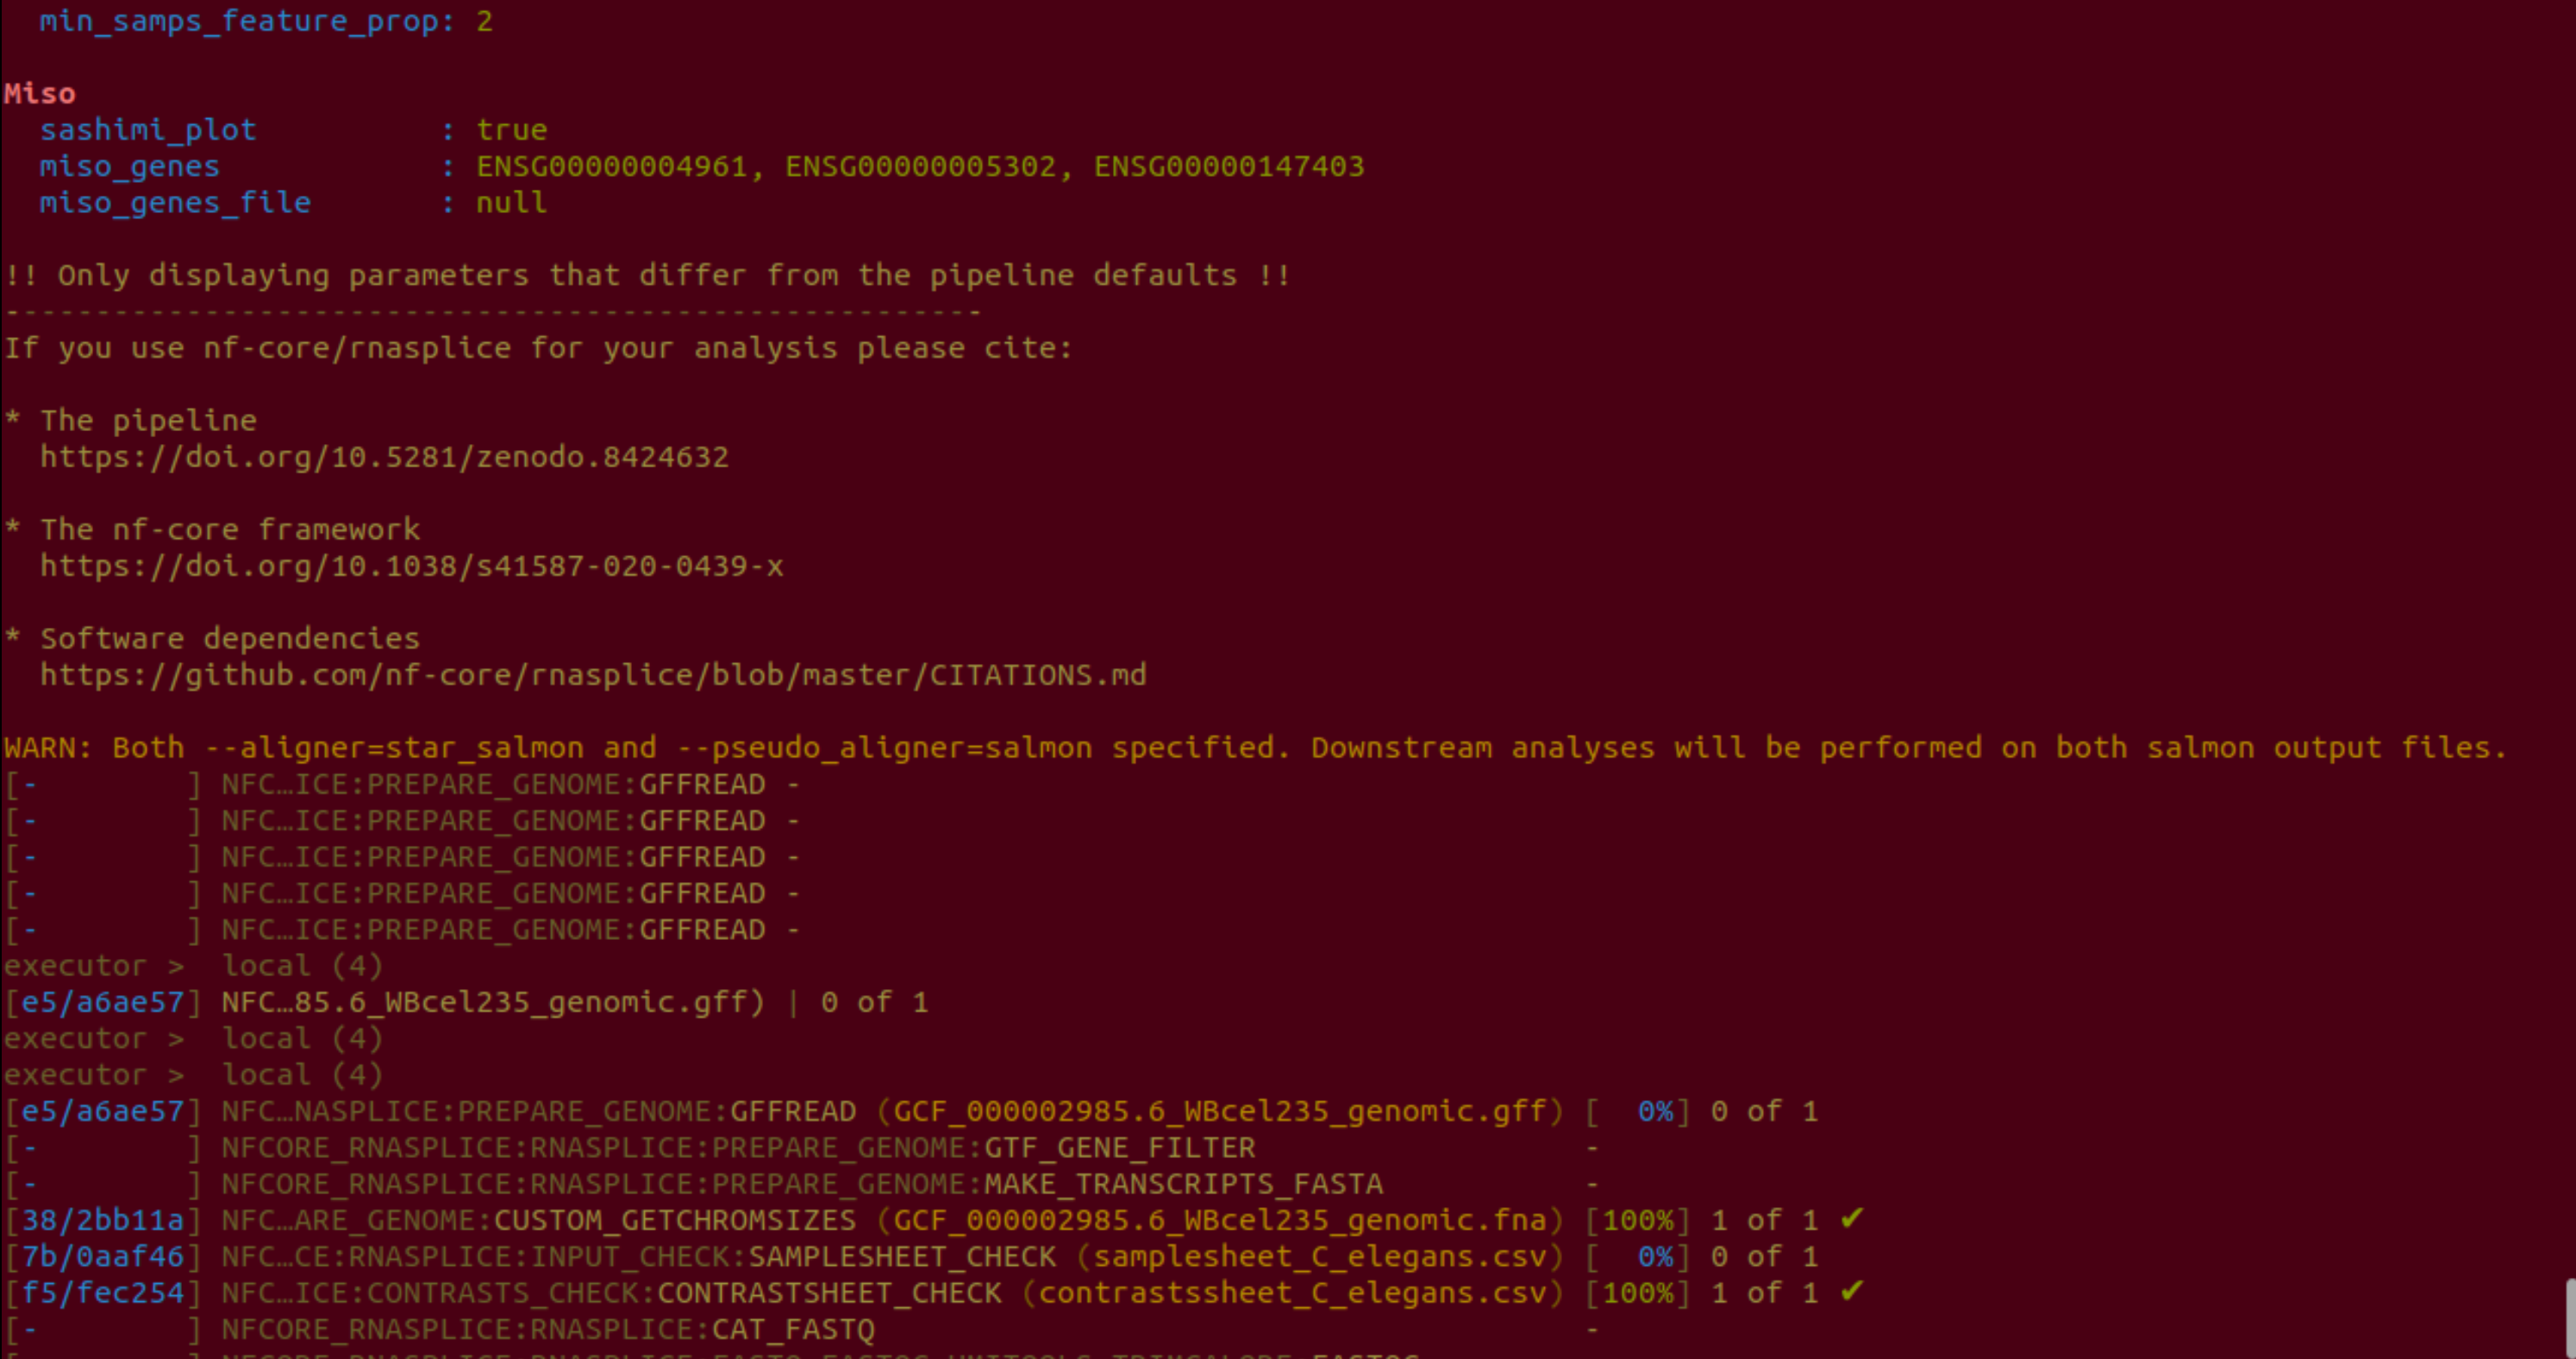 min_samps_feature_prop: 2
Miso
sashimi_plot : true
miso_genes : ENSG00000004961, ENSG00000005302, ENSG00000147403
miso_genes_file : null
!! Only displaying parameters that differ from the pipeline defaults !!
------------------------------------------------------
If you use nf-core/rnasplice for your analysis please cite:
* The pipeline
https://doi.org/10.5281/zenodo.8424632
* The nf-core framework
https://doi.org/10.1038/s41587-020-0439-x
* Software dependencies
https://github.com/nf-core/rnasplice/blob/master/CITATIONS.md
WARN: Both --aligner=star_salmon and --pseudo_aligner=salmon specified. Downstream analyses will be performed on both salmon output files.
[- ] NFC…ICE:PREPARE_GENOME:GFFREAD -
[- ] NFC…ICE:PREPARE_GENOME:GFFREAD -
[- ] NFC…ICE:PREPARE_GENOME:GFFREAD -
[- ] NFC…ICE:PREPARE_GENOME:GFFREAD -
[- ] NFC…ICE:PREPARE_GENOME:GFFREAD -
executor > local (4)
[e5/a6ae57] NFC…85.6_WBcel235_genomic.gff) | 0 of 1
executor > local (4)
executor > local (4)
[e5/a6ae57] NFC…NASPLICE:PREPARE_GENOME:GFFREAD (GCF_000002985.6_WBcel235_genomic.gff) [ 0%] 0 of 1
[- ] NFCORE_RNASPLICE:RNASPLICE:PREPARE_GENOME:GTF_GENE_FILTER -
[- ] NFCORE_RNASPLICE:RNASPLICE:PREPARE_GENOME:MAKE_TRANSCRIPTS_FASTA -
[38/2bb11a] NFC…ARE_GENOME:CUSTOM_GETCHROMSIZES (GCF_000002985.6_WBcel235_genomic.fna) [100%] 1 of 1 ✔
[7b/0aaf46] NFC…CE:RNASPLICE:INPUT_CHECK:SAMPLESHEET_CHECK (samplesheet_C_elegans.csv) [ 0%] 0 of 1
[f5/fec254] NFC…ICE:CONTRASTS_CHECK:CONTRASTSHEET_CHECK (contrastssheet_C_elegans.csv) [100%] 1 of 1 ✔
[- ] NFCORE_RNASPLICE:RNASPLICE:CAT_FASTQ -